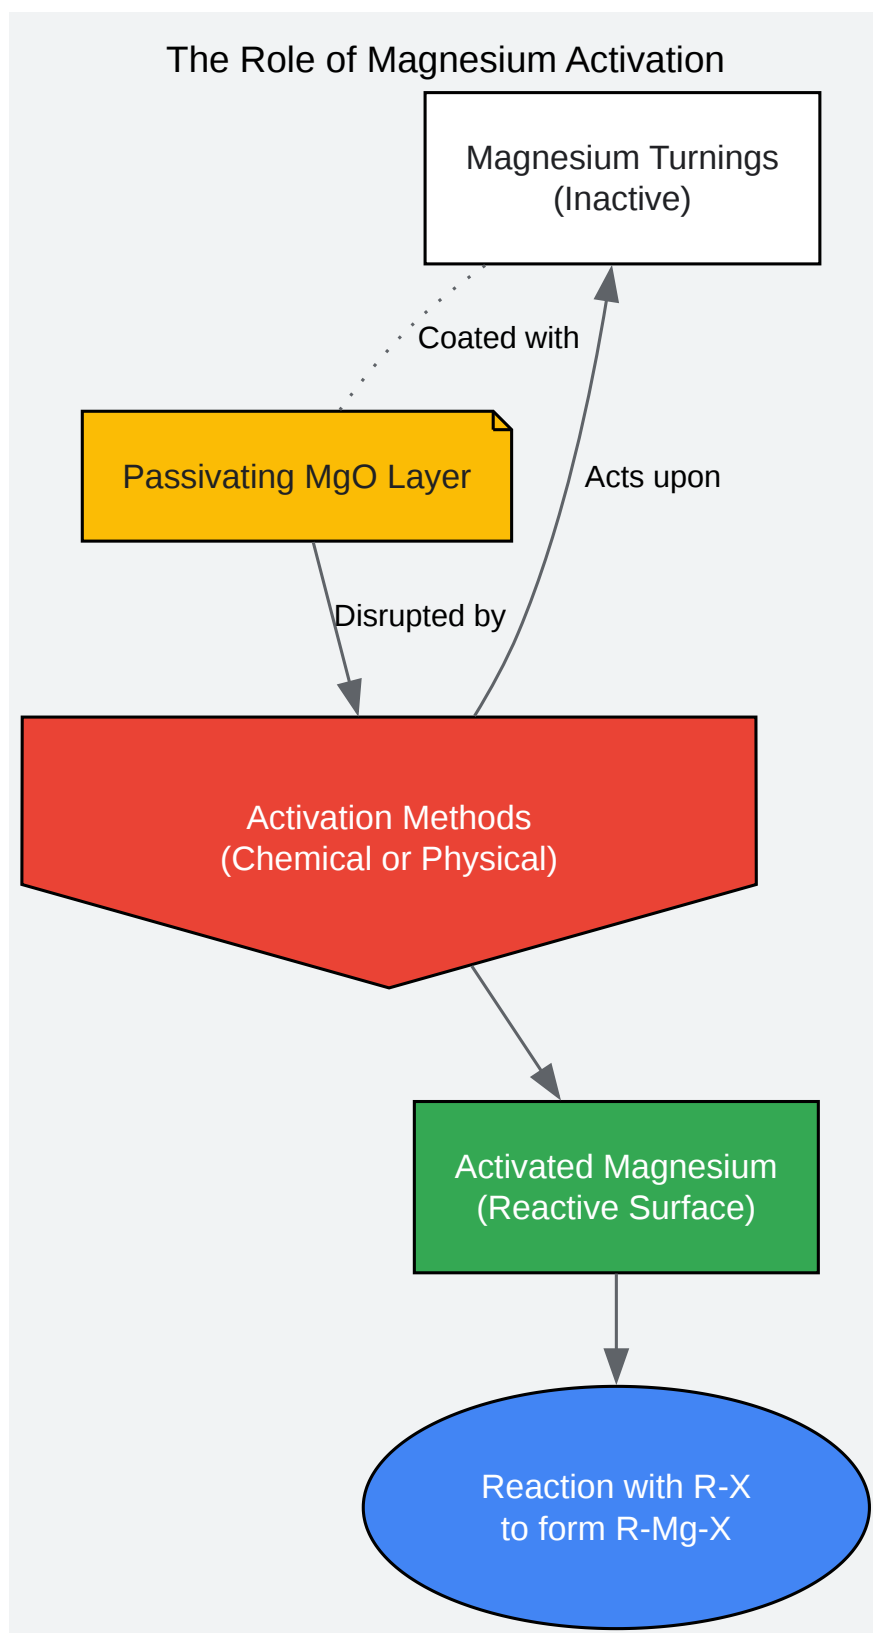 The Role of Magnesium Activation
Magnesium Turnings
(Inactive)
Coated with
Passivating MgO Layer
Acts upon
Disrupted by
Activation Methods
(Chemical or Physical)
Activated Magnesium
(Reactive Surface)
Reaction with R-X
to form R-Mg-X